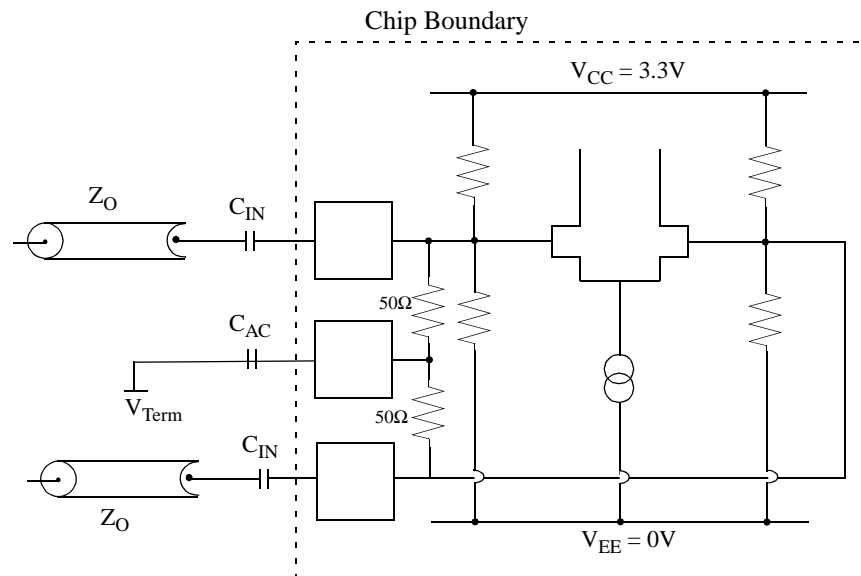 Chip Boundary
V_CC = 3.3V
Z_O
C_IN
50Ω
C_AC
V_Term
50Ω
C_IN
Z_O
V_EE = 0V